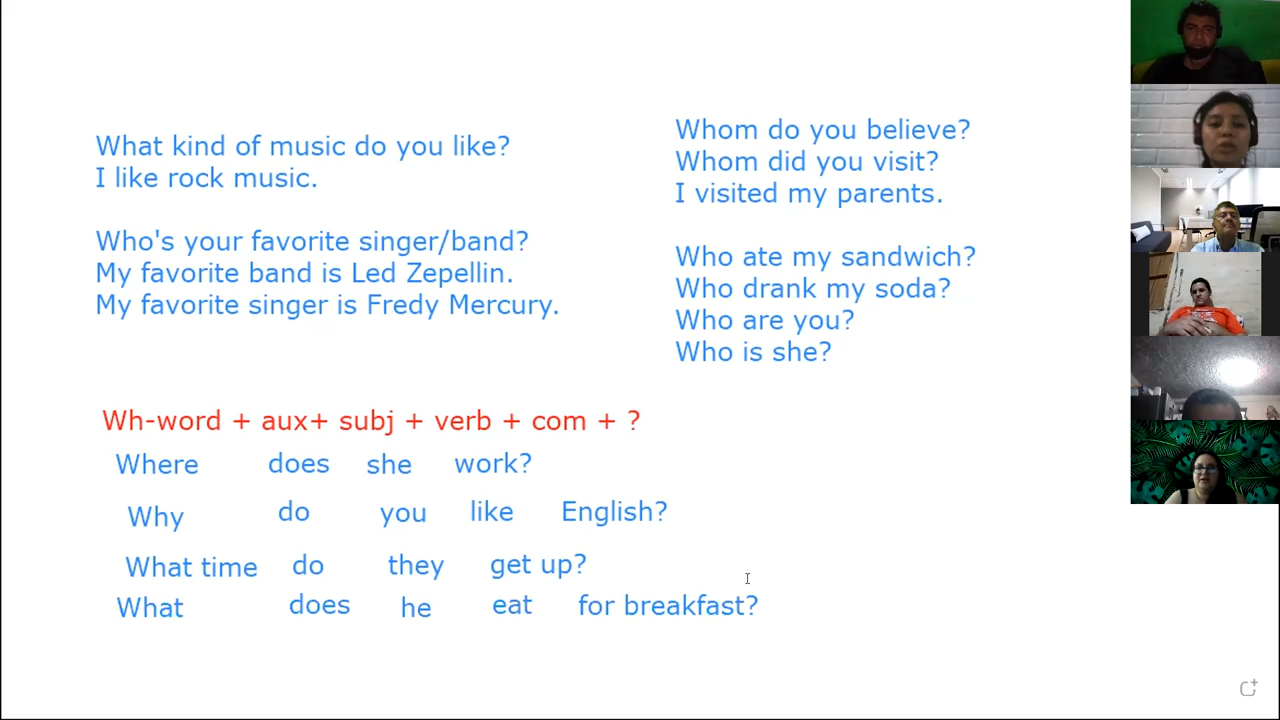 What kind of music do you like?
I like rock music.
Who's your favorite singer/band?
My favorite band is Led Zepellin.
My favorite singer is Fredy Mercury.
Whom do you believe?
Whom did you visit?
I visited my parents.
Who ate my sandwich?
Who drank my soda?
Who are you?
Who is she?
Wh-word + aux+ subj + verb + com + ?
Where does she work?
Why do you like English?
What time do they get up?
What does he eat for breakfast?